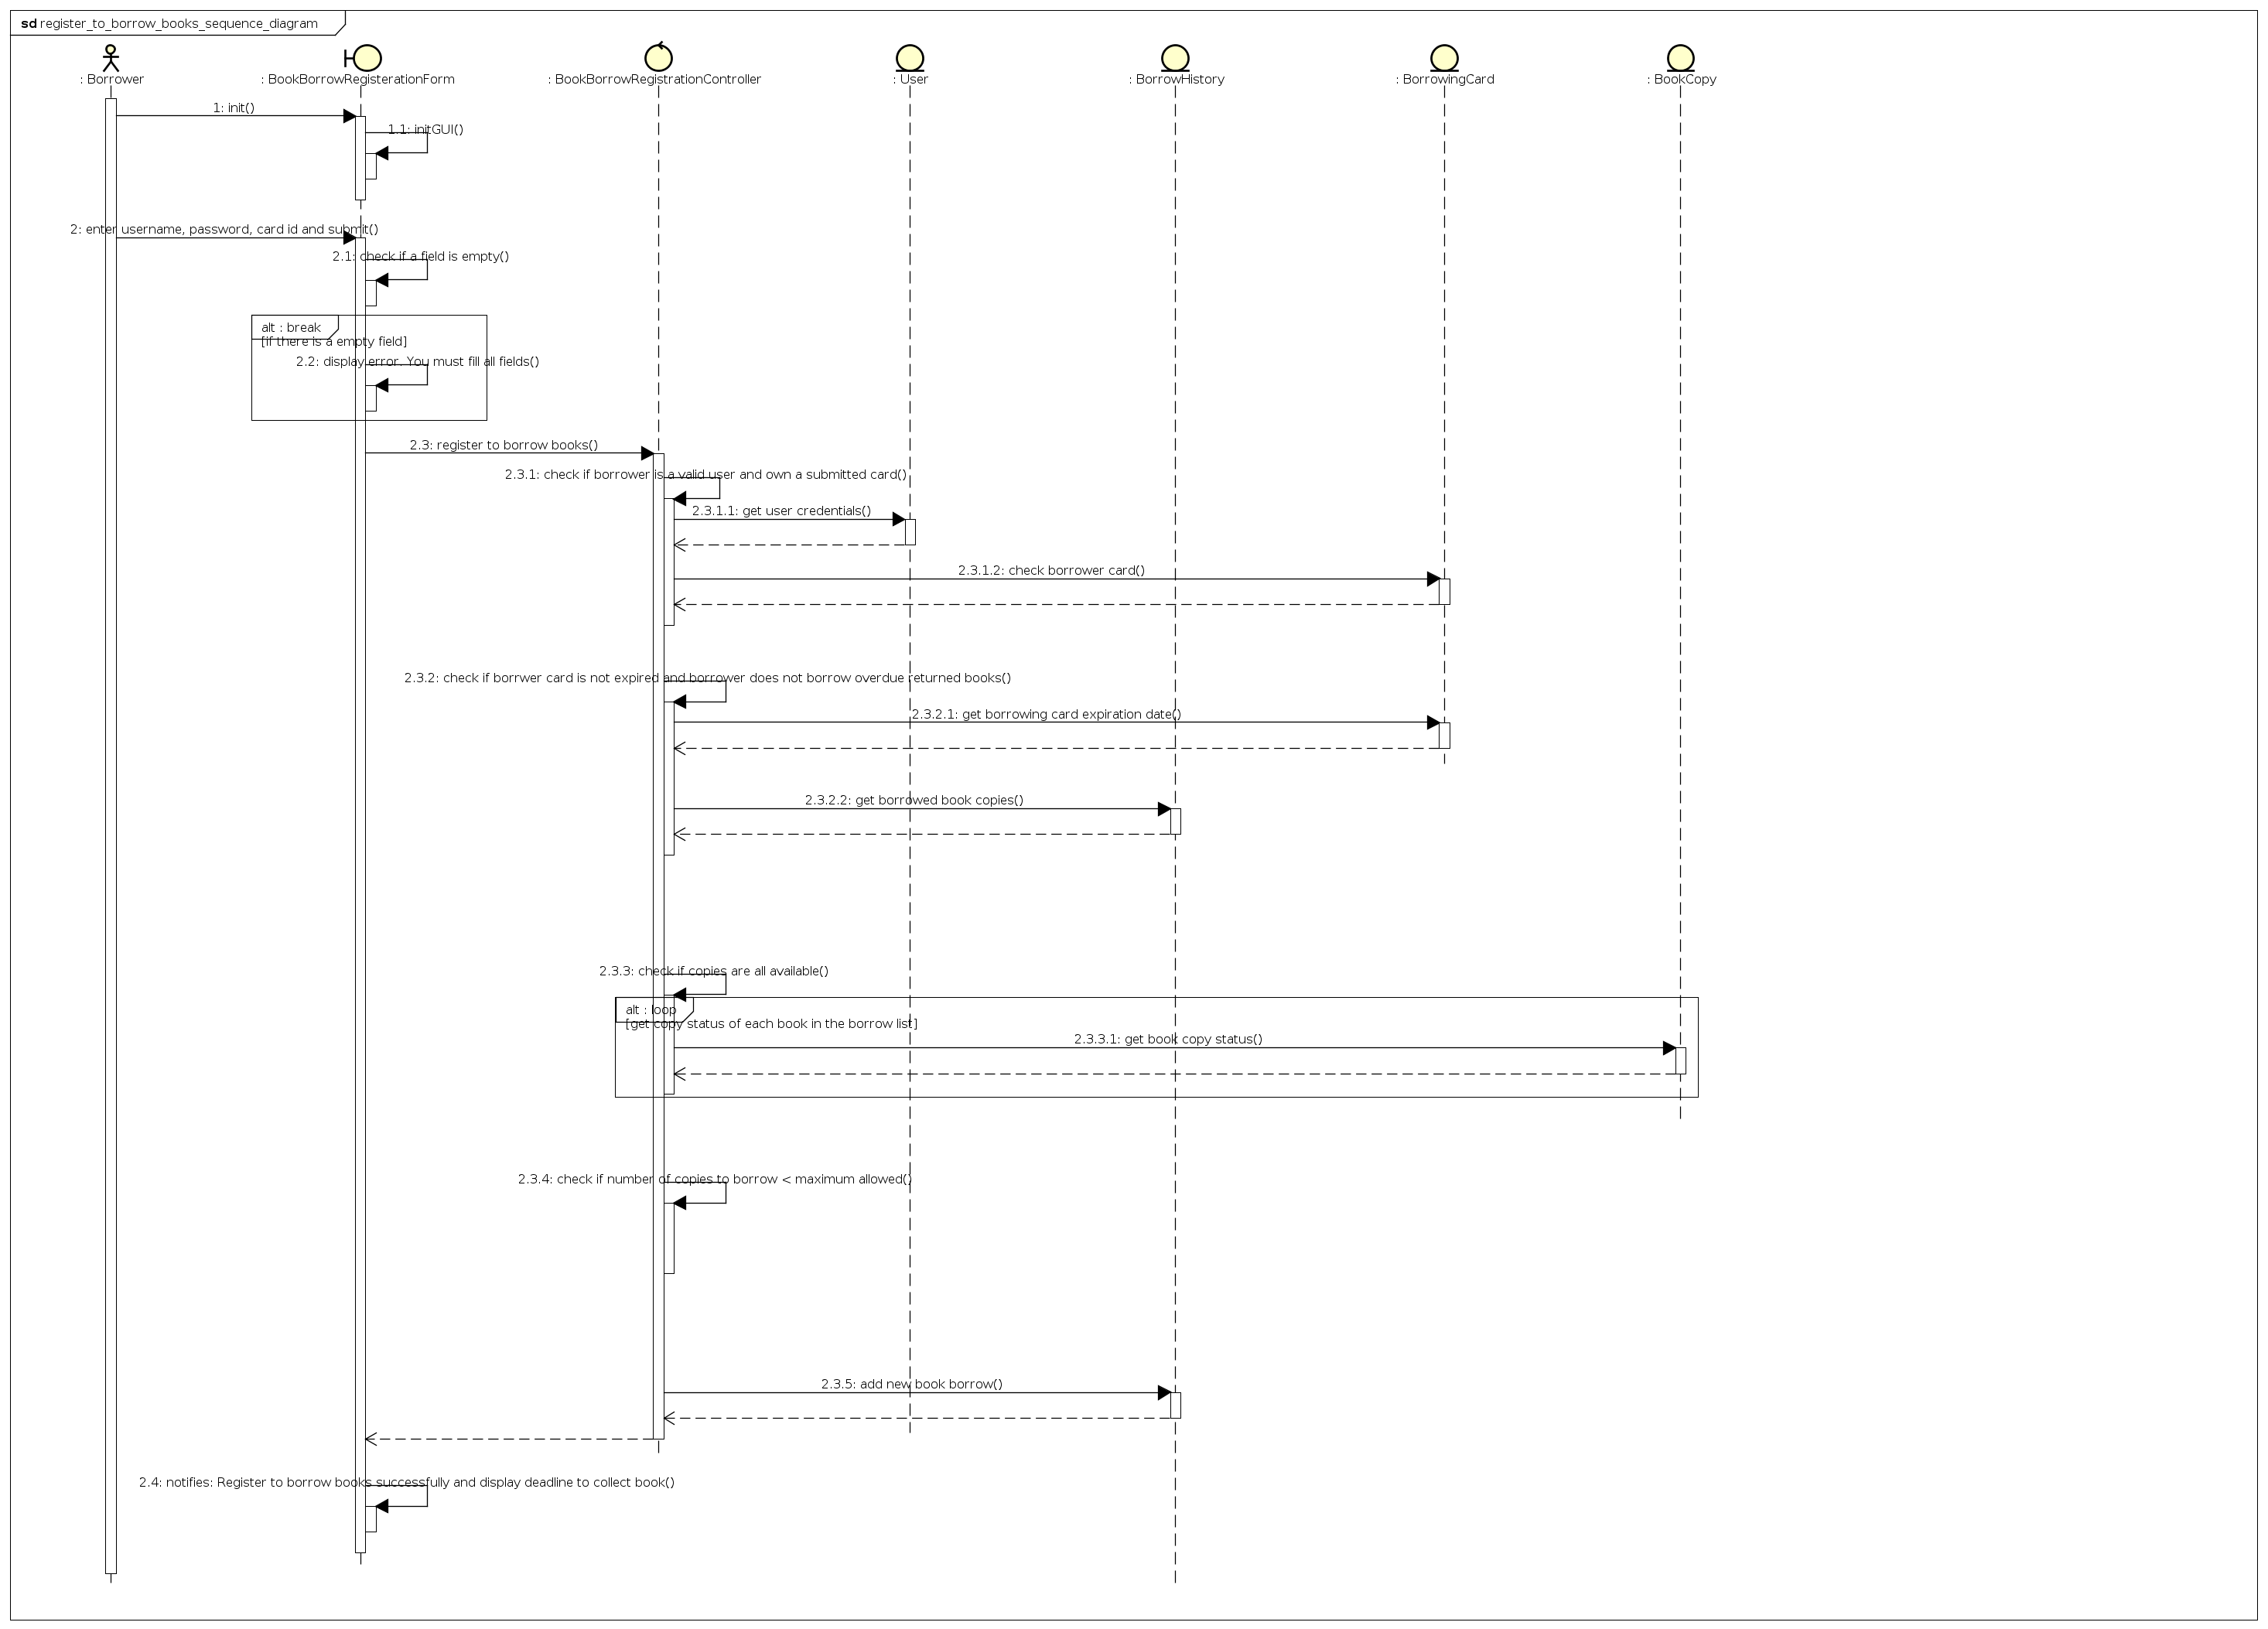 sd register_to_borrow_books_sequence_diagram
: Borrower
: BookBorrowRegisterationForm
: BookBorrowRegistrationController
: User
: BorrowHistory
: BorrowingCard
: BookCopy
1: init()
1.1: initGUI()
2: enter username, password, card id and submit()
2.1: check if a field is empty()
alt : break
[if there is a empty field]
2.2: display error. You must fill all fields()
2.3: register to borrow books()
2.3.1: check if borrower is a valid user and own a submitted card()
2.3.1.1: get user credentials()
2.3.1.2: check borrower card()
2.3.2: check if borrwer card is not expired and borrower does not borrow overdue returned books()
2.3.2.1: get borrowing card expiration date()
2.3.2.2: get borrowed book copies()
2.3.3: check if copies are all available()
alt : loop
[get copy status of each book in the borrow list]
2.3.3.1: get book copy status()
2.3.4: check if number of copies to borrow < maximum allowed()
2.3.5: add new book borrow()
2.4: notifies: Register to borrow books successfully and display deadline to collect book()